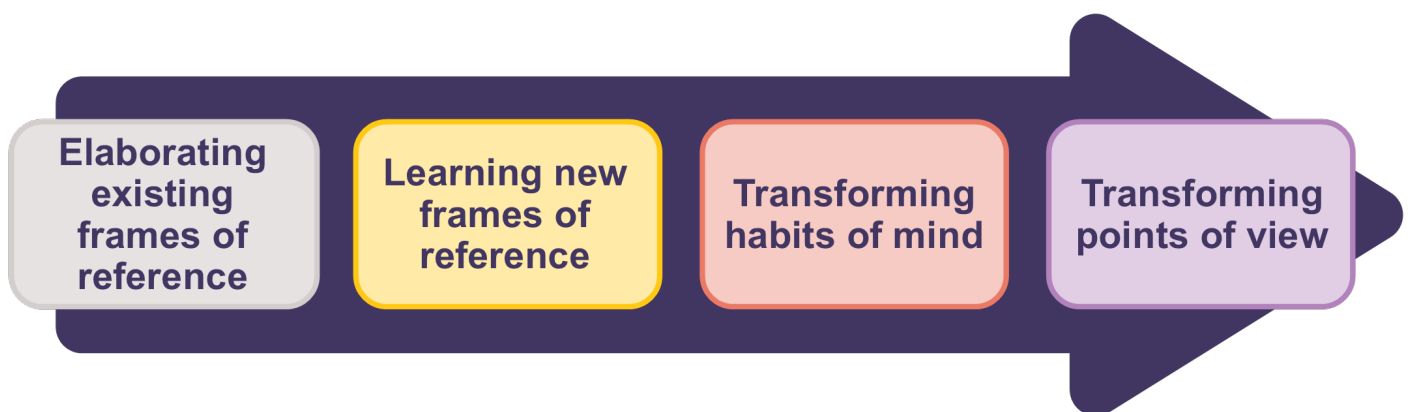 Elaborating
existing
frames of
reference
Learning new
frames of
reference
Transforming
habits of mind
Transforming
points of view